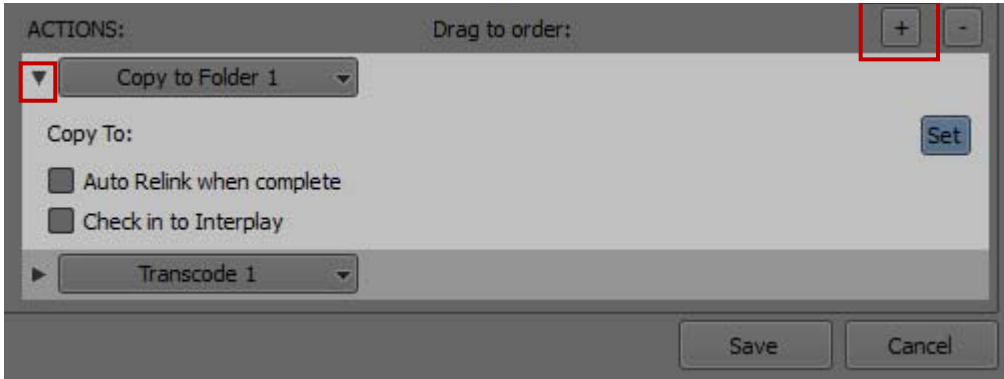 ACTIONS: Drag to order: + -
Copy to Folder 1
Copy To: Set
Auto Relink when complete
Check in to Interplay
Transcode 1
Save Cancel